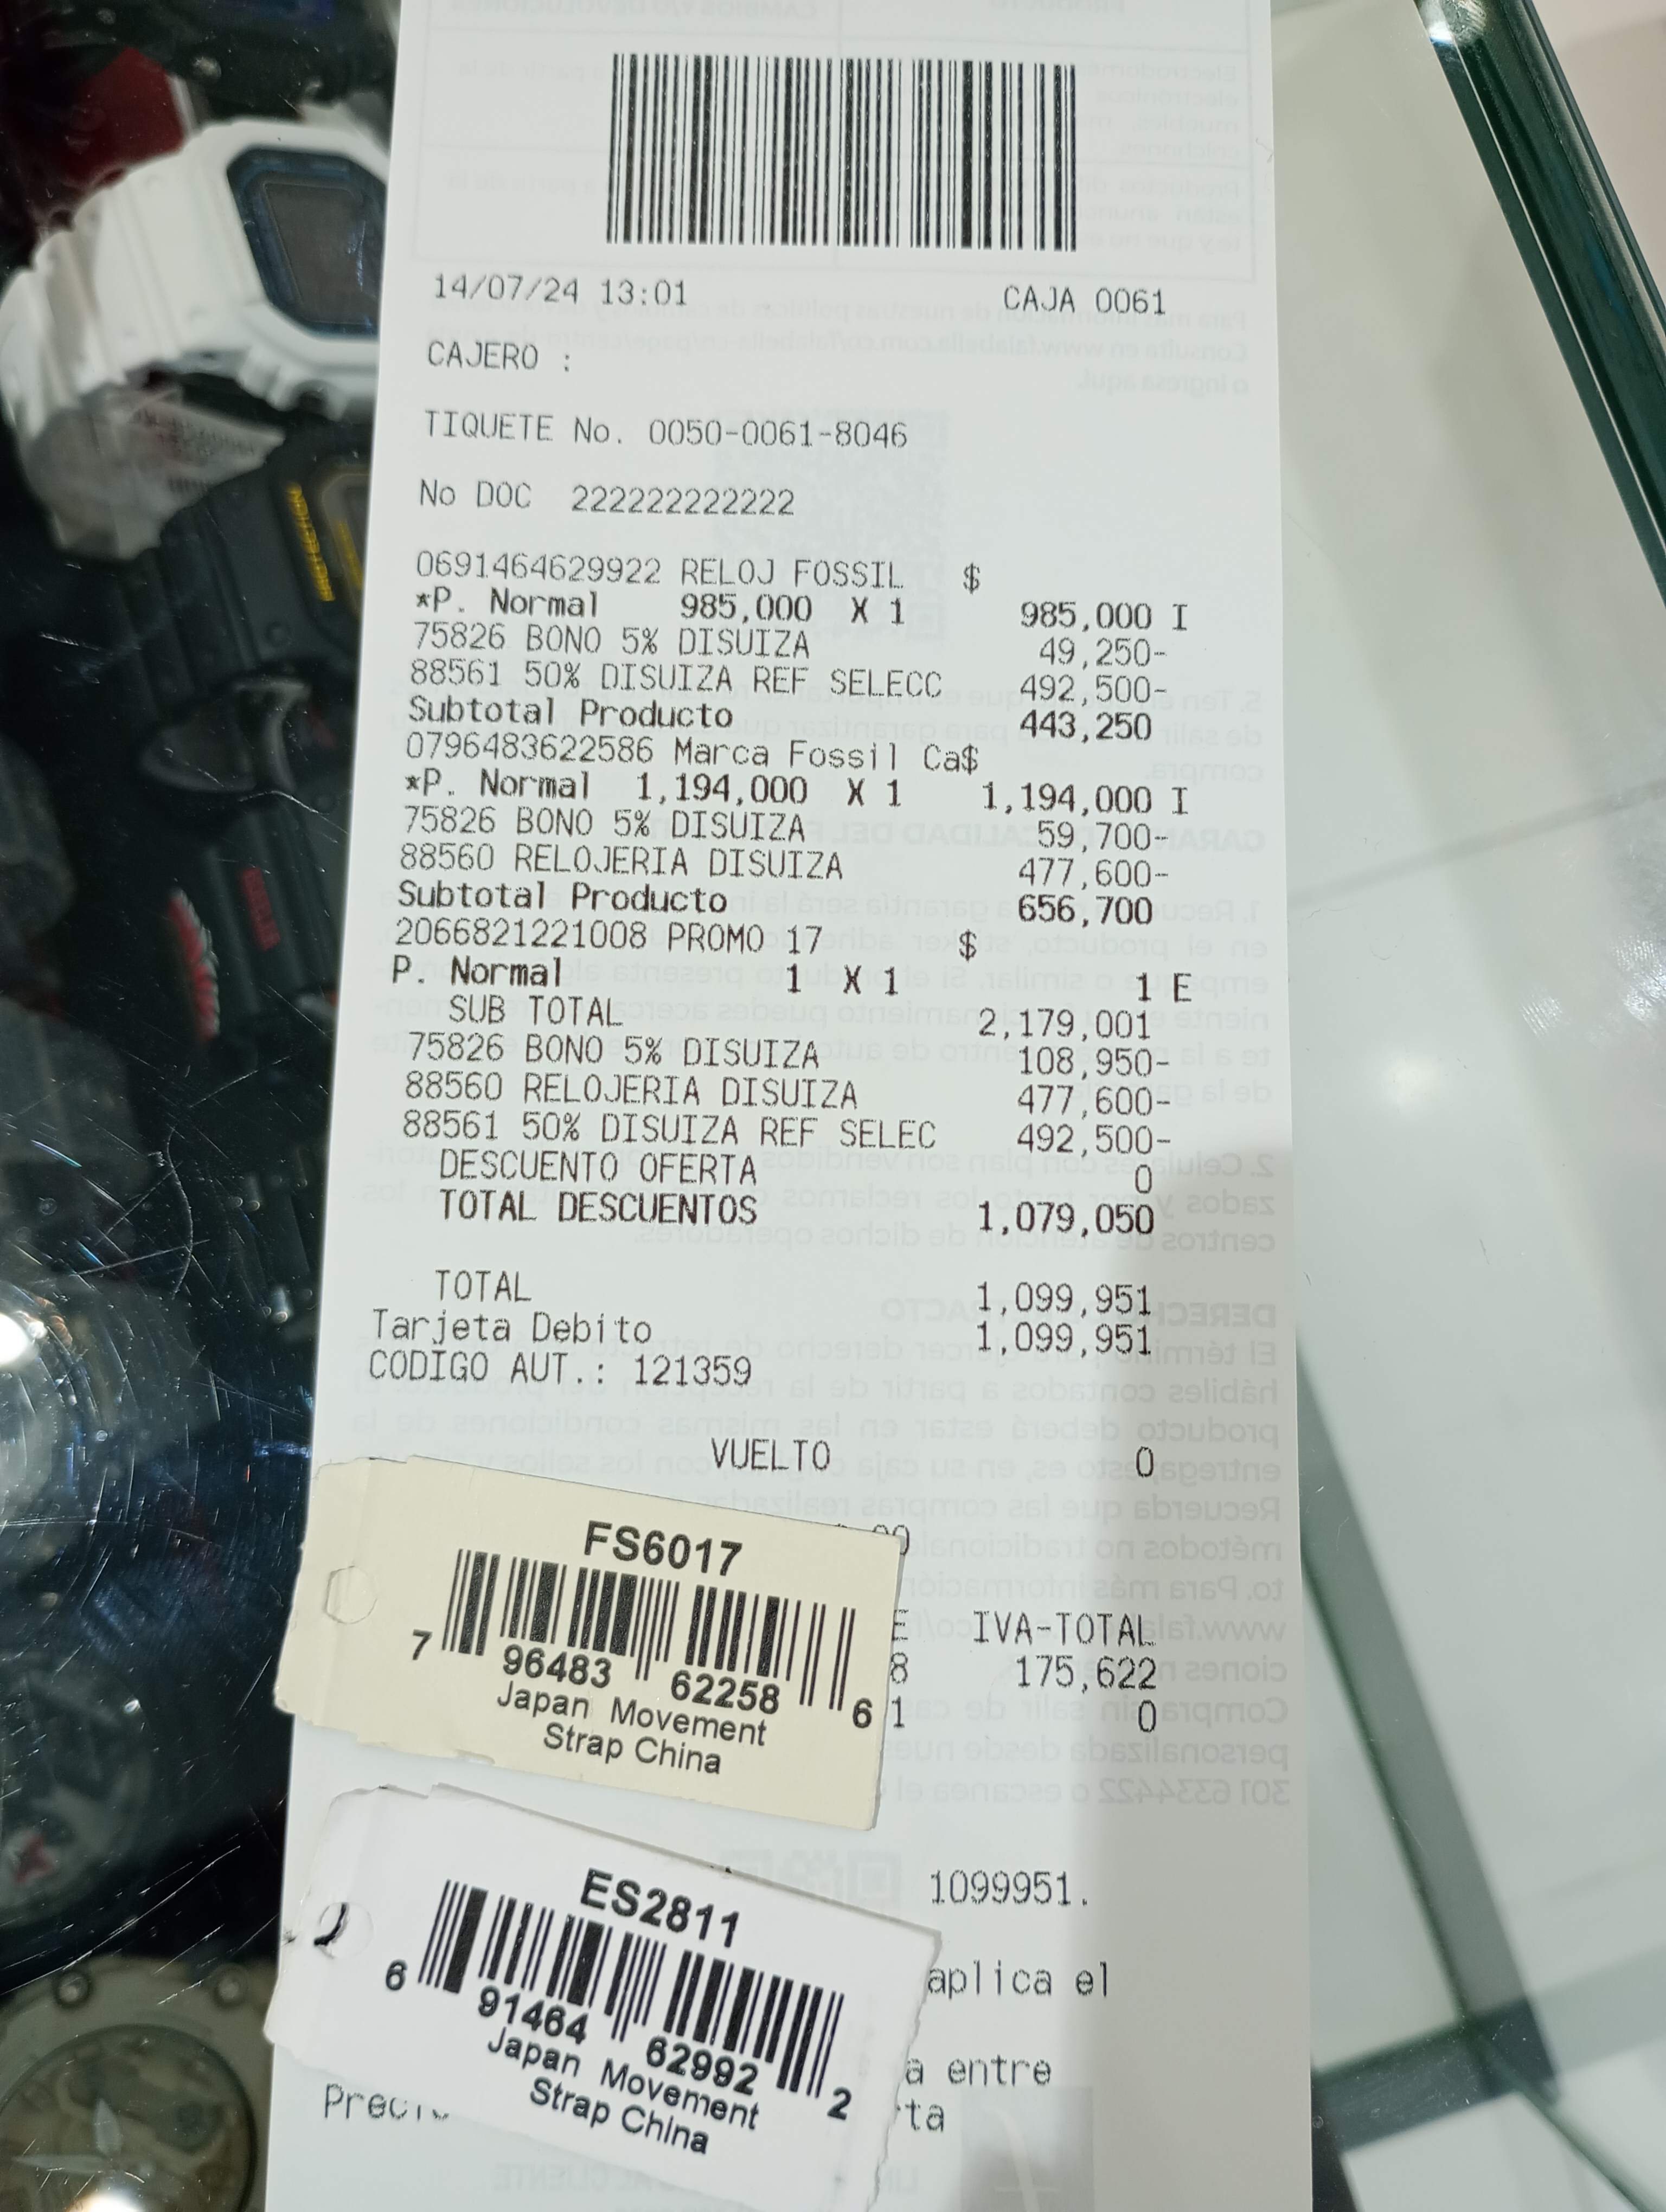 14/07/24 13:01 CAJA 0061
CAJERO :
TIQUETE No. 0050-0061-8046
No DOC 222222222222
0691464629922 RELOJ FOSSIL $
*P. Normal 985,000 X 1 985,000 I
75826 BONO 5% DISUIZA 49,250-
88561 50% DISUIZA REF SELECC 492,500-
Subtotal Producto 443,250
0796483622586 Marca Fossil Ca$
*P. Normal 1,194,000 X 1 1,194,000 I
75826 BONO 5% DISUIZA 59,700-
88560 RELOJERIA DISUIZA 477,600-
Subtotal Producto 656,700
2066821221008 PROMO 17 $
P. Normal 1 X 1 1 E
SUB TOTAL 2,179,001
75826 BONO 5% DISUIZA 108,950-
88560 RELOJERIA DISUIZA 477,600-
88561 50% DISUIZA REF SELEC 492,500-
DESCUENTO OFERTA 0
TOTAL DESCUENTOS 1,079,050
TOTAL 1,099,951
Tarjeta Debito 1,099,951
CODIGO AUT.: 121359
VUELTO 0
FS6017
7 96483 62258 6
Japan Movement
Strap China
E IVA-TOTAL
8 175,622
1 0
ES2811
6 91464 62992 2
Japan Movement
Strap China
1099951.
aplica el
a entre
ta